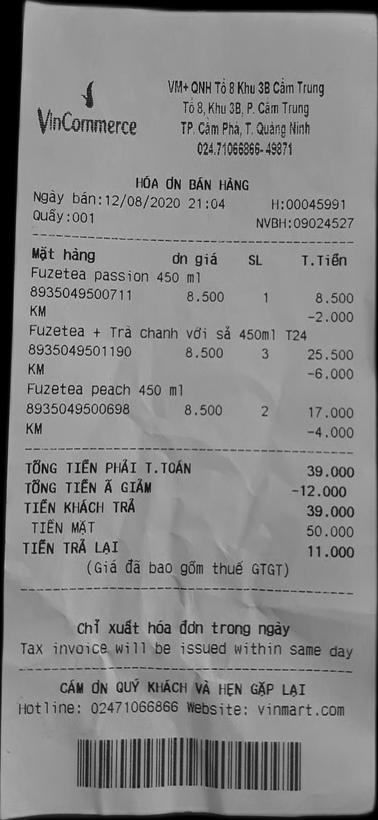 VinCommerce
VM+ QNH Tổ 8 Khu 3B Cẩm Trung
Tổ 8, Khu 3B, P. Cẩm Trung
TP. Cẩm Phả, T. Quảng Ninh
024.71066866-49871
HÓA ƠN BÁN HÀNG
Ngày bán:12/08/2020 21:04 H:00045991
Quầy:001 NVBH:09024527
Mặt hàng ơn giá SL T.Tiền
Fuzetea passion 450 ml
8935049500711 8.500 1 8.500
KM -2.000
Fuzetea + Trà chanh với sả 450ml T24
8935049501190 8.500 3 25.500
KM -6.000
Fuzetea peach 450 ml
8935049500698 8.500 2 17.000
KM -4.000
TỔNG TIỀN PHẢI T.TOÁN 39.000
TỔNG TIỀN Ã GIẢM -12.000
TIỀN KHÁCH TRẢ 39.000
TIỀN MẶT 50.000
TIỀN TRẢ LẠI 11.000
(Giá đã bao gồm thuế GTGT)
Chỉ xuất hóa đơn trong ngày
Tax invoice will be issued within same day
CẢM ƠN QUÝ KHÁCH VÀ HẸN GẶP LẠI
Hotline: 02471066866 Website: vinmart.com